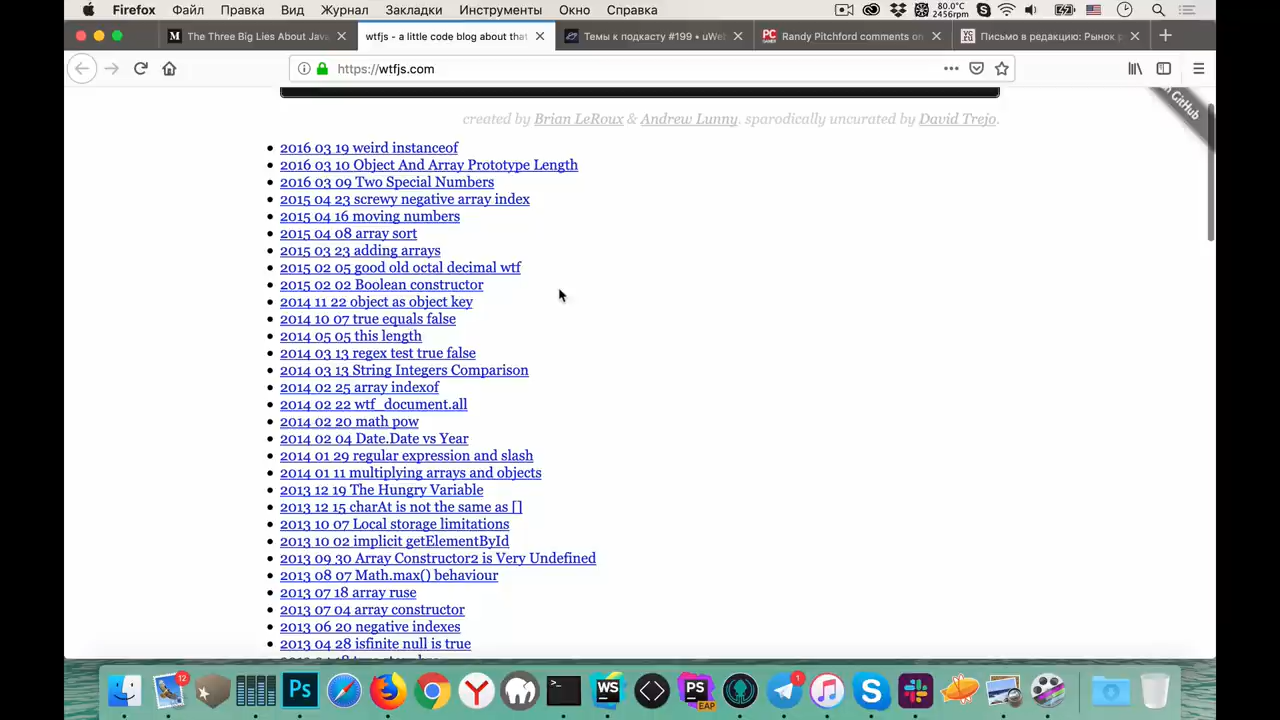 Firefox Файл Правка Вид Журнал Закладки Инструменты Окно Справка 80.0°C 2456rpm
The Three Big Lies About Java wtfjs - a little code blog about that Темы к подкасту #199 • uWeb Randy Pitchford comments on Письмо в редакцию: Рынок р
https://wtfjs.com
on GitHub
created by Brian LeRoux & Andrew Lunny. sparodically uncurated by David Trejo.
2016 03 19 weird instanceof
2016 03 10 Object And Array Prototype Length
2016 03 09 Two Special Numbers
2015 04 23 screwy negative array index
2015 04 16 moving numbers
2015 04 08 array sort
2015 03 23 adding arrays
2015 02 05 good old octal decimal wtf
2015 02 02 Boolean constructor
2014 11 22 object as object key
2014 10 07 true equals false
2014 05 05 this length
2014 03 13 regex test true false
2014 03 13 String Integers Comparison
2014 02 25 array indexof
2014 02 22 wtf_document.all
2014 02 20 math pow
2014 02 04 Date.Date vs Year
2014 01 29 regular expression and slash
2014 01 11 multiplying arrays and objects
2013 12 19 The Hungry Variable
2013 12 15 charAt is not the same as []
2013 10 07 Local storage limitations
2013 10 02 implicit getElementById
2013 09 30 Array Constructor2 is Very Undefined
2013 08 07 Math.max() behaviour
2013 07 18 array ruse
2013 07 04 array constructor
2013 06 20 negative indexes
2013 04 28 isfinite null is true
12 Ps WS PS EAP 1